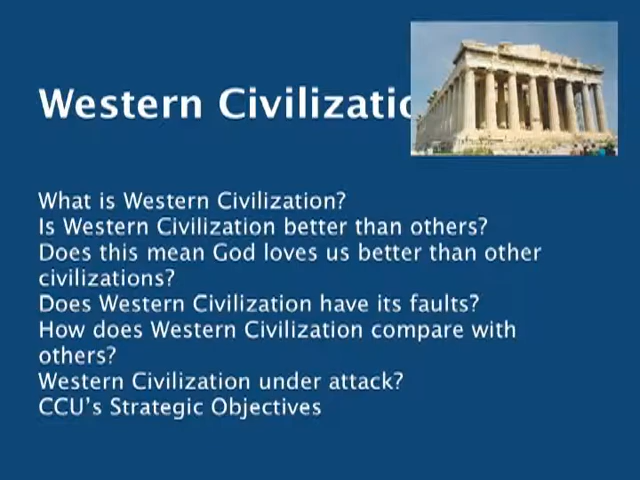 Western Civilizatio
What is Western Civilization?
Is Western Civilization better than others?
Does this mean God loves us better than other
civilizations?
Does Western Civilization have its faults?
How does Western Civilization compare with
others?
Western Civilization under attack?
CCU's Strategic Objectives